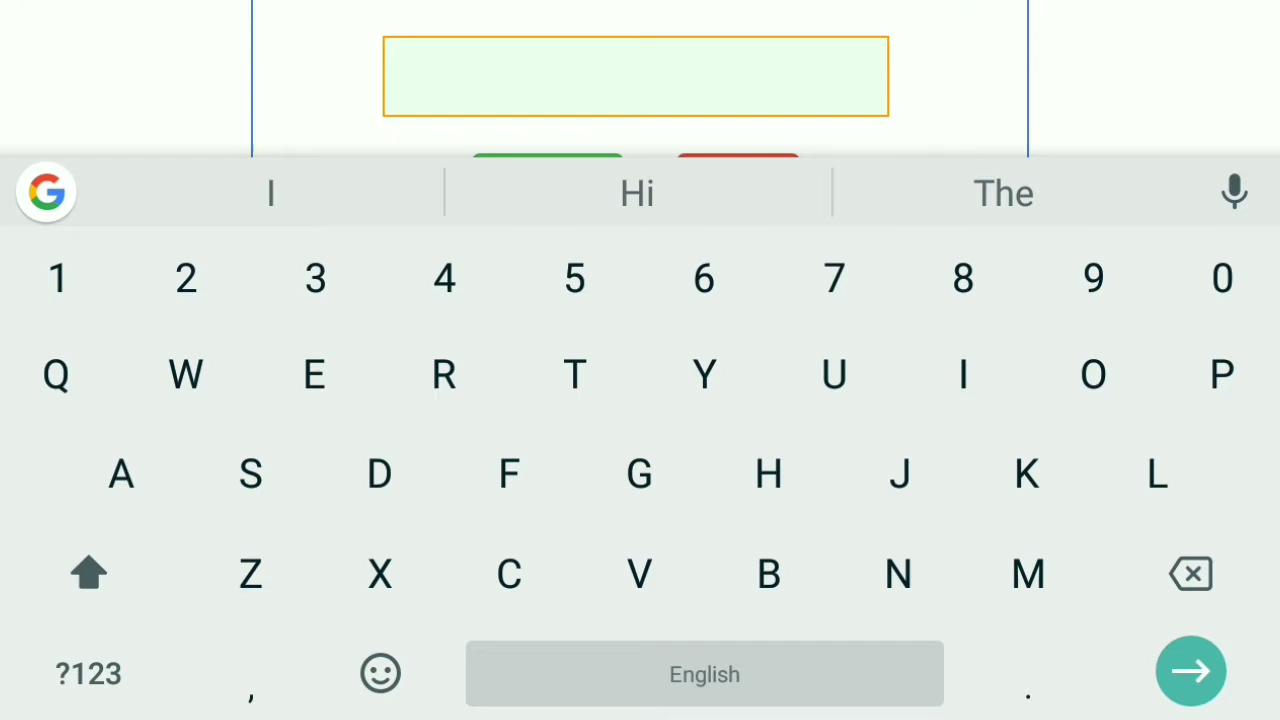 I Hi The
1 2 3 4 5 6 7 8 9 0
Q W E R T Y U I O P
A S D F G H J K L
Z X C V B N M
?123 , English .